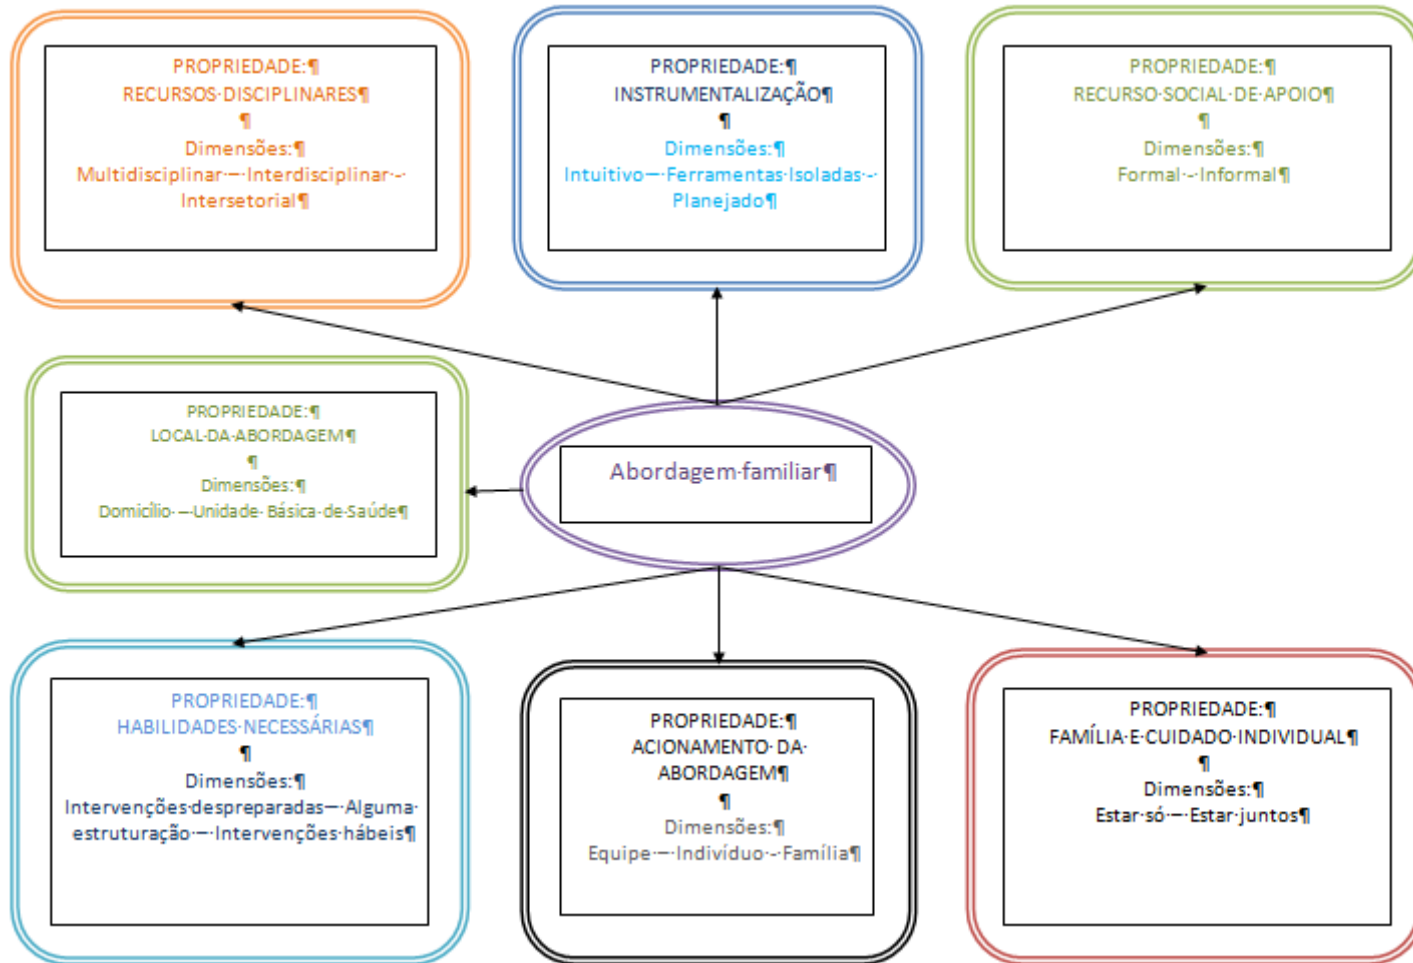 PROPRIEDADE:¶
RECURSOS·DISCIPLINARES¶
¶
Dimensões:¶
Multidisciplinar·–·Interdisciplinar·-·
Intersetorial¶
PROPRIEDADE:¶
INSTRUMENTALIZAÇÃO¶
¶
Dimensões:¶
Intuitivo–·Ferramentas·Isoladas·-·
Planejado¶
PROPRIEDADE:¶
RECURSO·SOCIAL·DE·APOIO¶
¶
Dimensões:¶
Formal·-·Informal¶
PROPRIEDADE:¶
LOCAL·DA·ABORDAGEM¶
¶
Dimensões:¶
Domicílio·–·Unidade·Básica·de·Saúde¶
Abordagem·familiar¶
PROPRIEDADE:¶
HABILIDADES·NECESSÁRIAS¶
¶
Dimensões:¶
Intervenções·despreparadas–·Alguma·
estruturação·–·Intervenções·hábeis¶
PROPRIEDADE:¶
ACIONAMENTO·DA·
ABORDAGEM¶
¶
Dimensões:¶
Equipe·–·Indivíduo·-·Família¶
PROPRIEDADE:¶
FAMÍLIA·E·CUIDADO·INDIVIDUAL¶
¶
Dimensões:¶
Estar·só·–·Estar·juntos¶